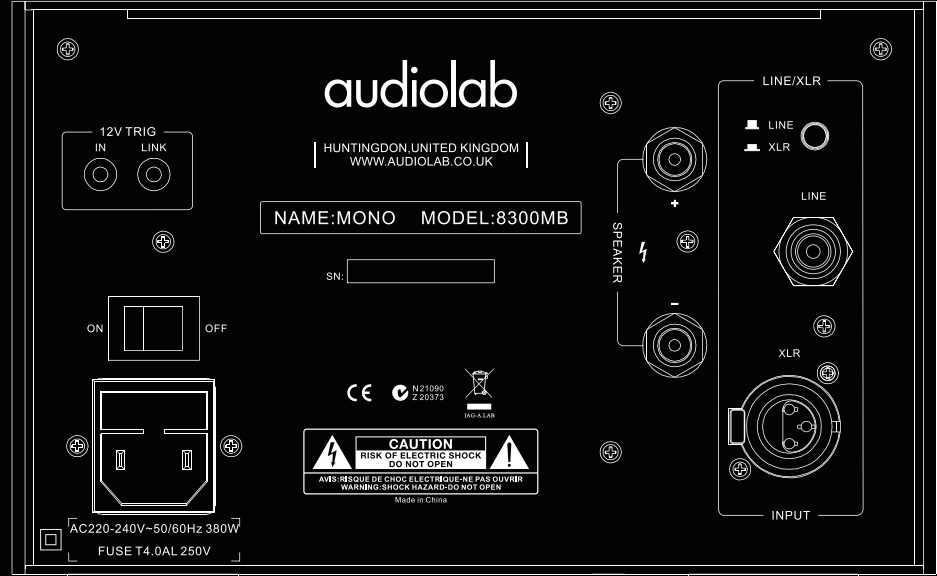 audiolab
HUNTINGDON,UNITED KINGDOM
WWW.AUDIOLAB.CO.UK
NAME:MONO MODEL:8300MB
SN:
12V TRIG
IN LINK
ON OFF
AC220-240V~50/60Hz 380W
FUSE T4.0AL 250V
CE
N21090
Z 20373
IAG-A.LAB
CAUTION
RISK OF ELECTRIC SHOCK
DO NOT OPEN
AVIS:RISQUE DE CHOC ELECTRIQUE-NE PAS OUVRIR
WARNING:SHOCK HAZARD-DO NOT OPEN
Made in China
+
SPEAKER
−
LINE/XLR
LINE
XLR
LINE
XLR
INPUT